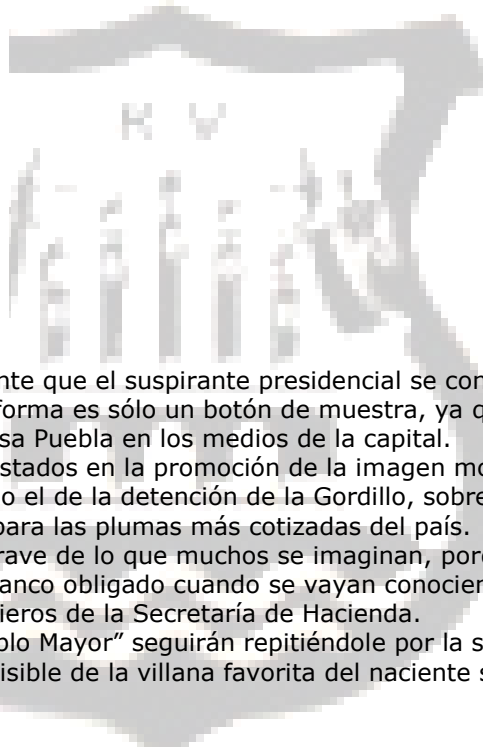 K V
nte que el suspirante presidencial se con
forma es sólo un botón de muestra, ya q
sa Puebla en los medios de la capital.
stados en la promoción de la imagen mo
o el de la detención de la Gordillo, sobre
para las plumas más cotizadas del país.
rave de lo que muchos se imaginan, por
anco obligado cuando se vayan conocien
ieros de la Secretaría de Hacienda.
blo Mayor” seguirán repitiéndole por la s
isible de la villana favorita del naciente s